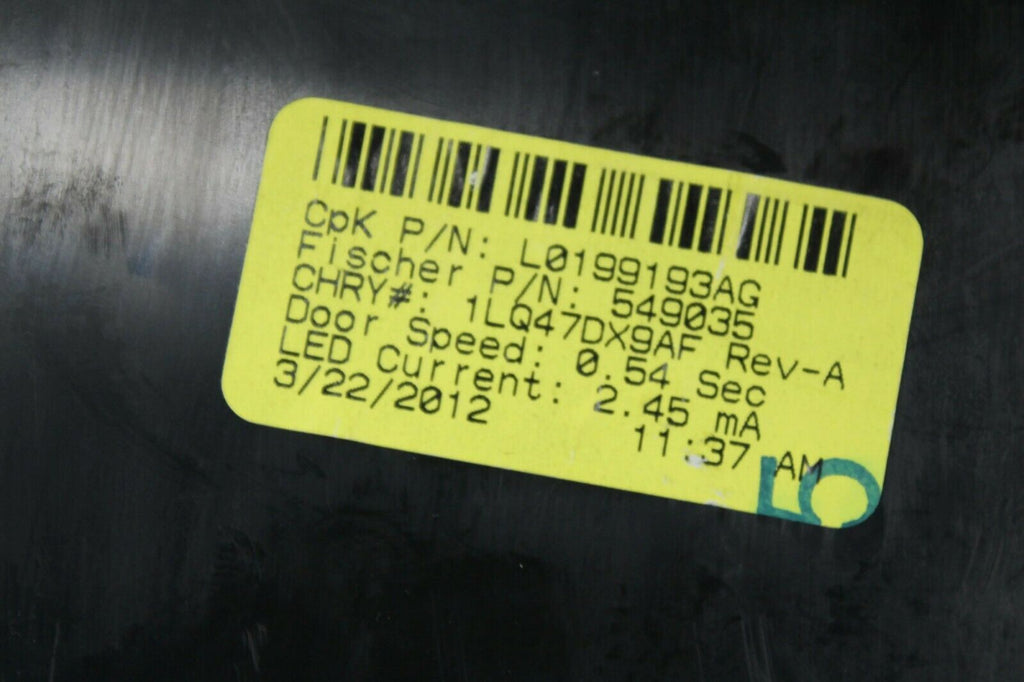 CpK P/N: L0199193AG
Fischer P/N: 549035
CHRY#: 1LQ47DX9AF Rev-A
Door Speed: 0.54 Sec
LED Current: 2.45 mA
3/22/2012 11:37 AM